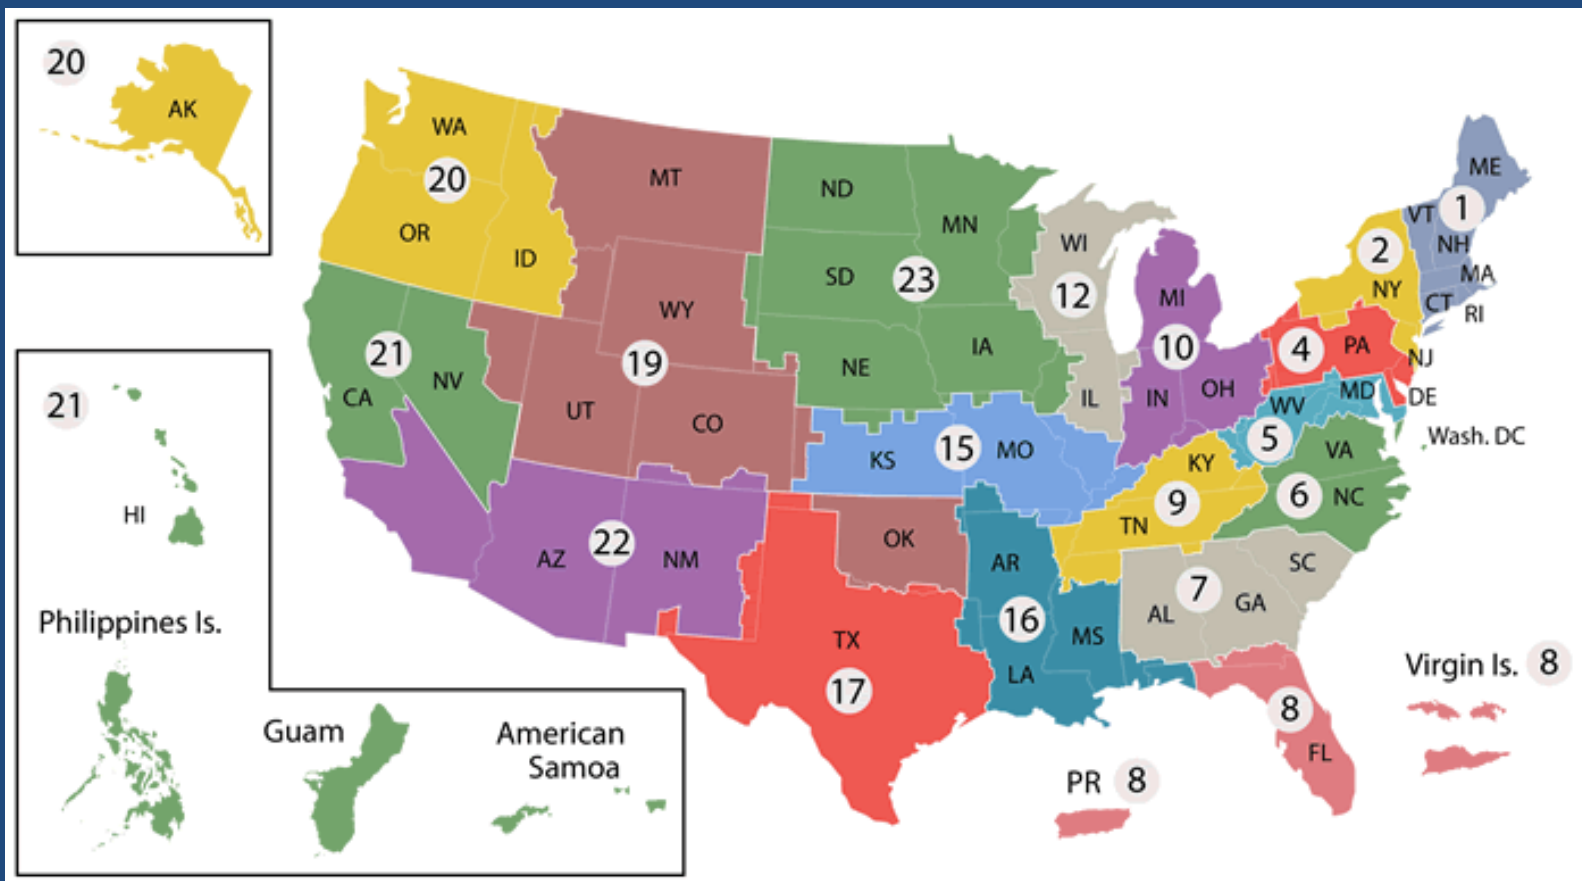 20
AK
WA
20
OR
ID
MT
ND
MN
SD
23
WI
12
MI
10
ME
VT
1
NH
2
NY
MA
CT
RI
WY
19
21
CA
NV
UT
CO
NE
IA
IL
IN
OH
4
PA
NJ
WV
MD
DE
5
Wash. DC
VA
KS
15
MO
KY
9
TN
6
NC
21
HI
AZ
22
NM
OK
AR
16
MS
LA
7
AL
GA
SC
TX
17
8
FL
Virgin Is. 8
PR 8
Philippines Is.
Guam
American
Samoa